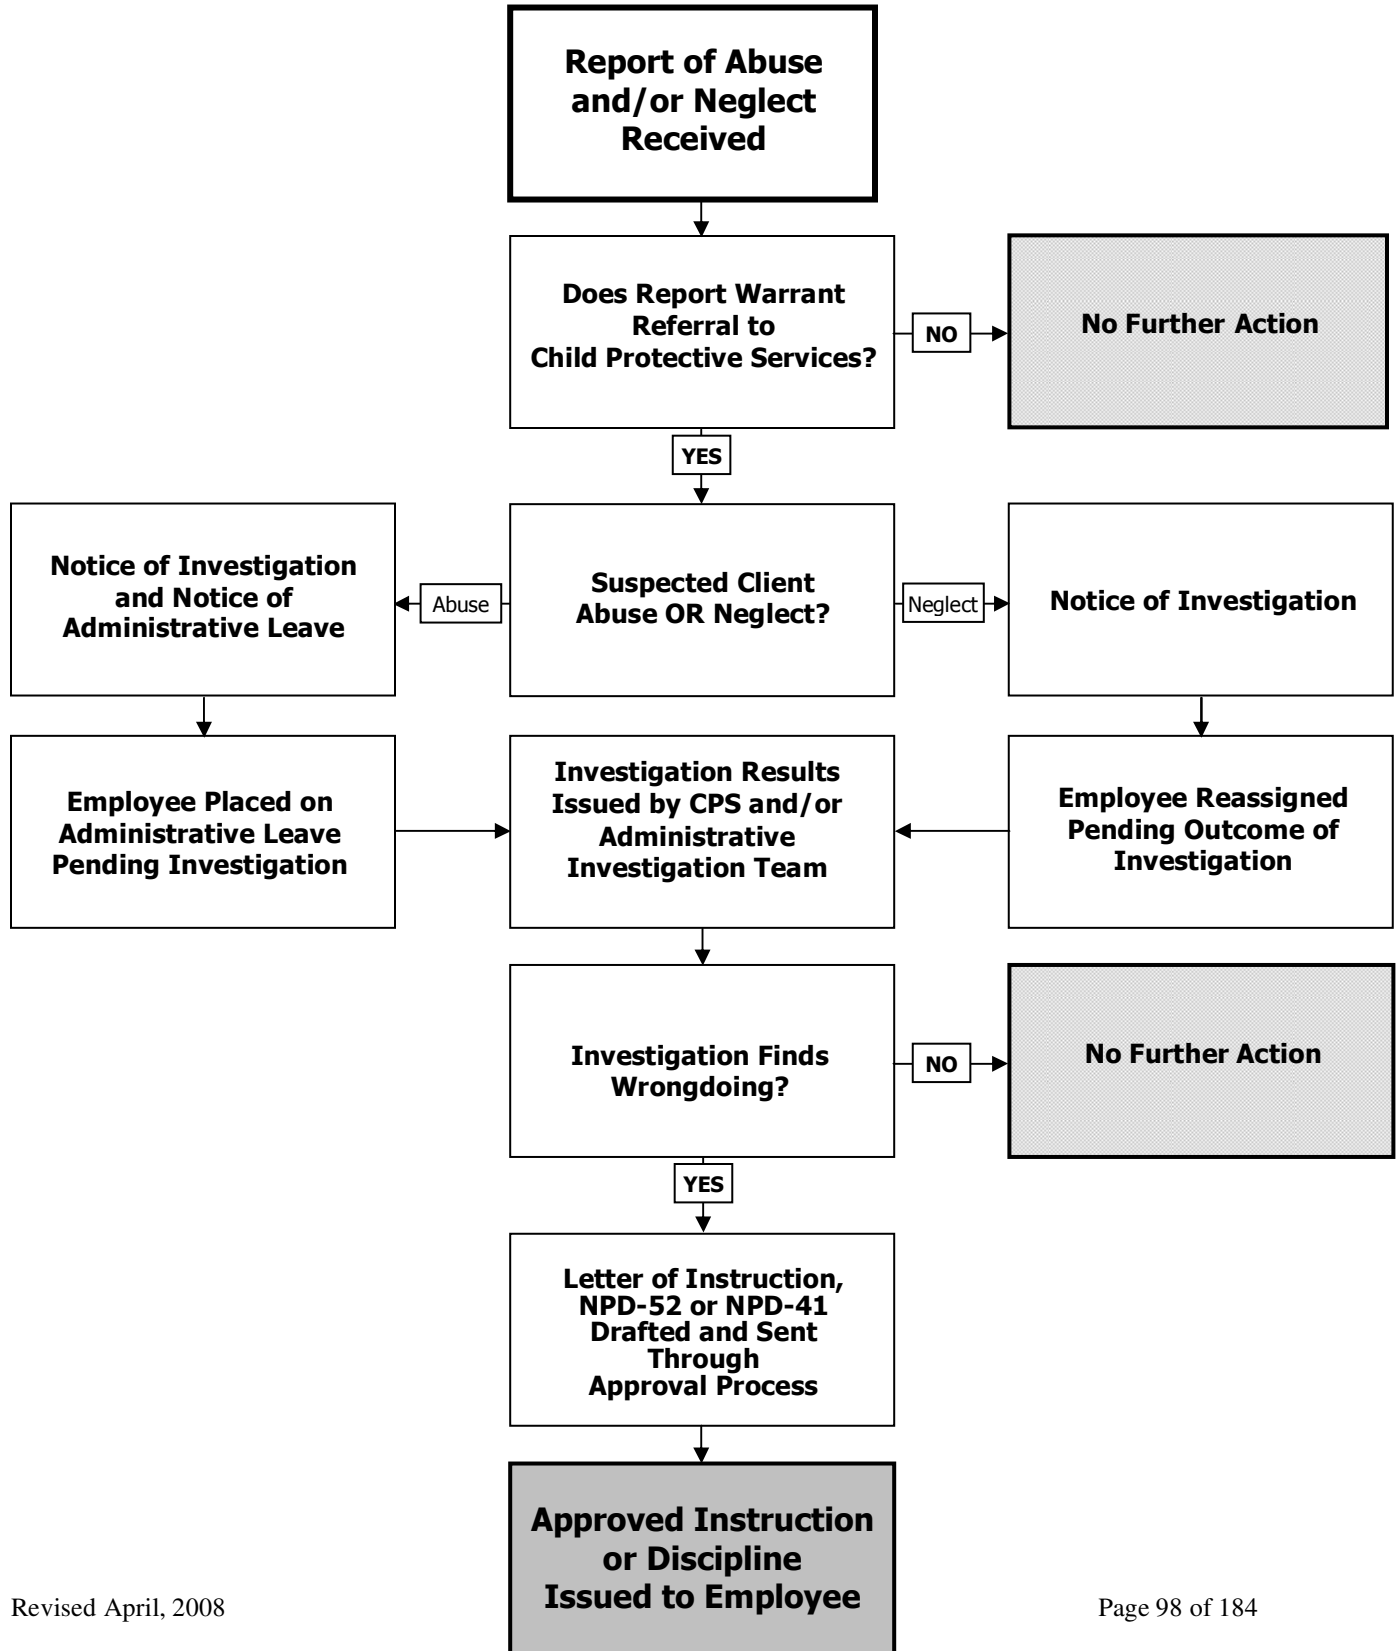 Report of Abuse
and/or Neglect
Received
Does Report Warrant
Referral to
Child Protective Services?
NO
No Further Action
YES
Notice of Investigation
and Notice of
Administrative Leave
Abuse
Suspected Client
Abuse OR Neglect?
Neglect
Notice of Investigation
Employee Placed on
Administrative Leave
Pending Investigation
Investigation Results
Issued by CPS and/or
Administrative
Investigation Team
Employee Reassigned
Pending Outcome of
Investigation
Investigation Finds
Wrongdoing?
NO
No Further Action
YES
Letter of Instruction,
NPD-52 or NPD-41
Drafted and Sent
Through
Approval Process
Approved Instruction
or Discipline
Issued to Employee
Revised April, 2008
Page 98 of 184